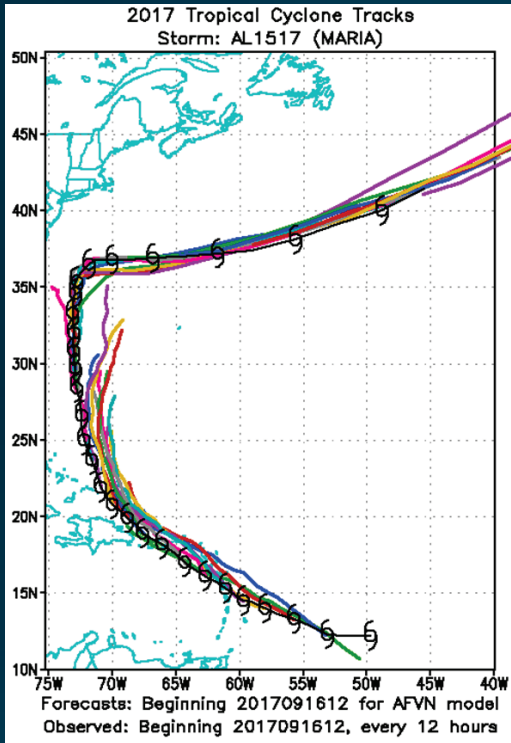 2017 Tropical Cyclone Tracks
Storm: AL1517 (MARIA)
50N
45N
40N
35N
30N
25N
20N
15N
10N
75W 70W 65W 60W 55W 50W 45W 40W
Forecasts: Beginning 2017091612 for AFVN model
Observed: Beginning 2017091612, every 12 hours